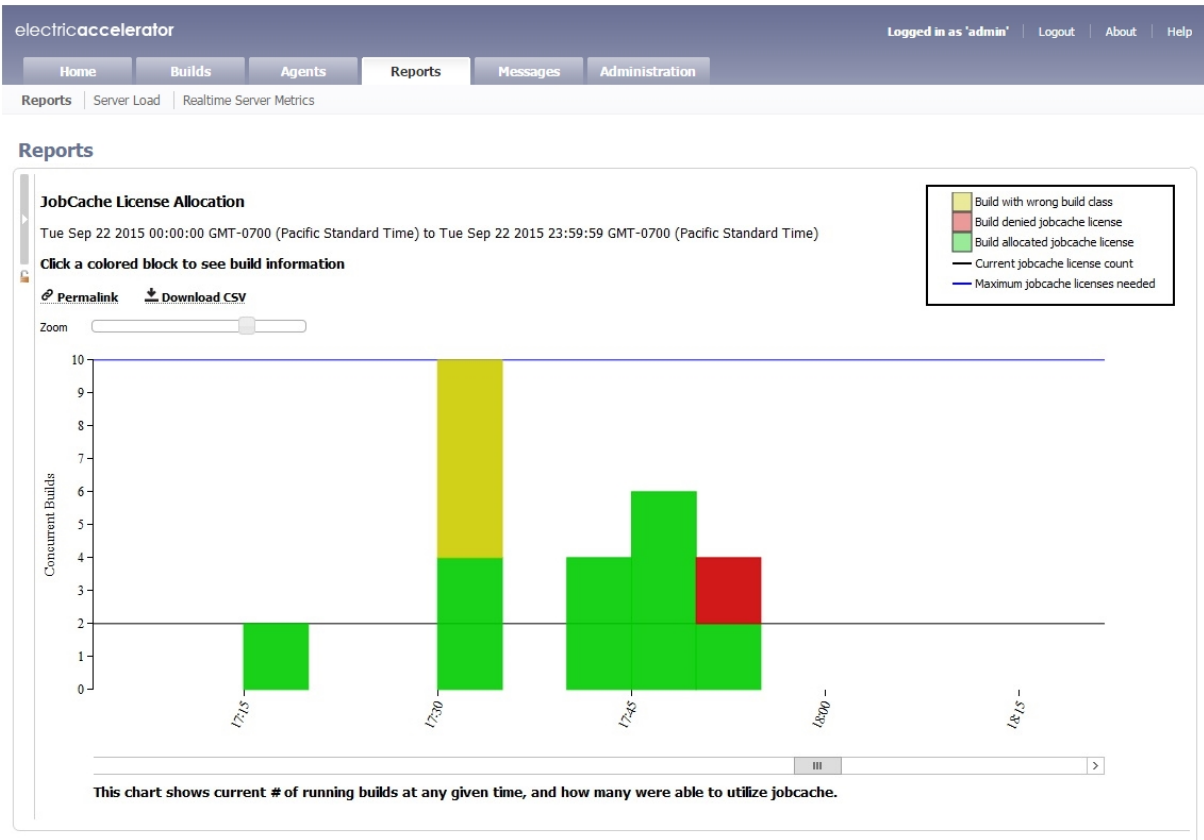 electricaccelerator
Logged in as 'admin' Logout About Help
Home Builds Agents Reports Messages Administration
Reports Server Load Realtime Server Metrics
Reports
JobCache License Allocation
Tue Sep 22 2015 00:00:00 GMT-0700 (Pacific Standard Time) to Tue Sep 22 2015 23:59:59 GMT-0700 (Pacific Standard Time)
Click a colored block to see build information
Permalink Download CSV
Zoom
Build with wrong build class
Build denied jobcache license
Build allocated jobcache license
Current jobcache license count
Maximum jobcache licenses needed
Concurrent Builds
10
9
8
7
6
5
4
3
2
1
0
17:15 17:30 17:45 18:00 18:15
This chart shows current # of running builds at any given time, and how many were able to utilize jobcache.